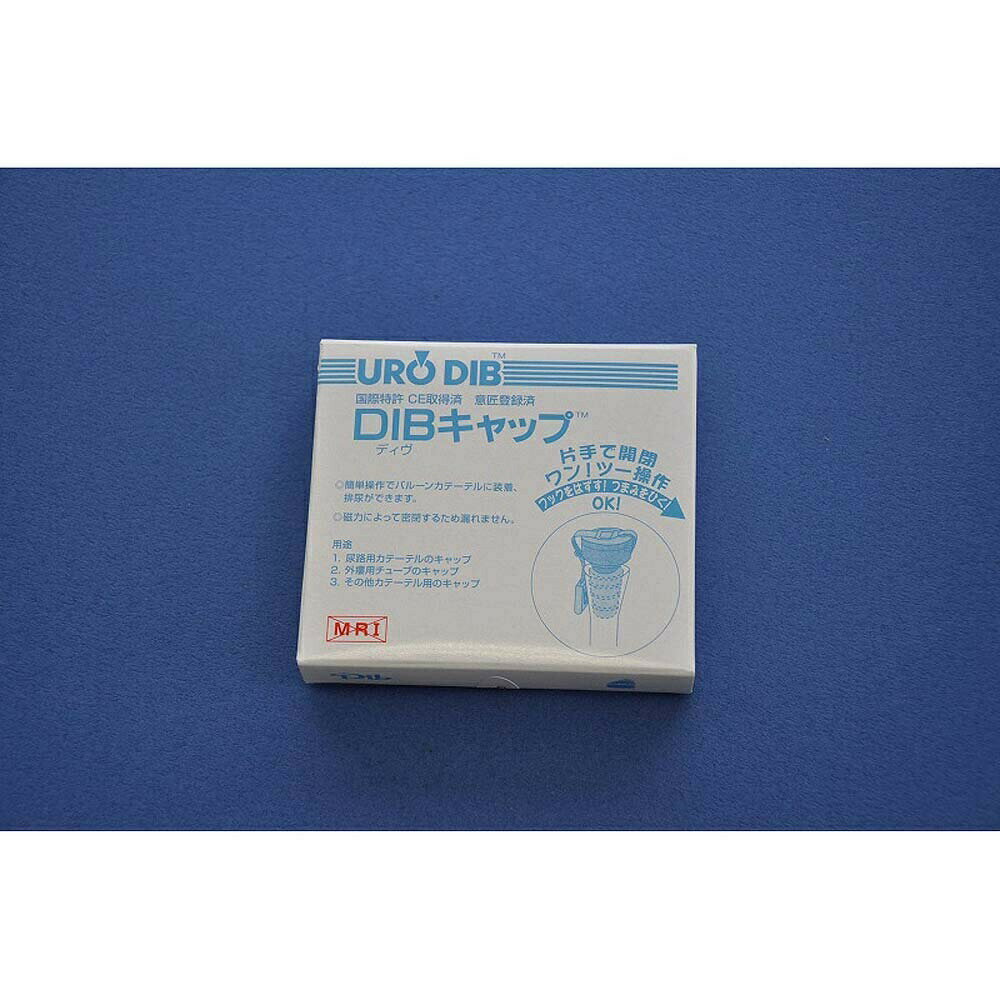 URO DIB™
国際特許 CE取得済 意匠登録済
DIBキャップ™
ディヴ
片手で開閉
ワン!ツー操作
フックをはずす!つまみをひく!
OK!
◎簡単操作でバルーンカテーテルに装着、
排尿ができます。
◎磁力によって密閉するため漏れません。
用途
1. 尿路用カテーテルのキャップ
2. 外瘻用チューブのキャップ
3. その他カテーテル用のキャップ
MRI